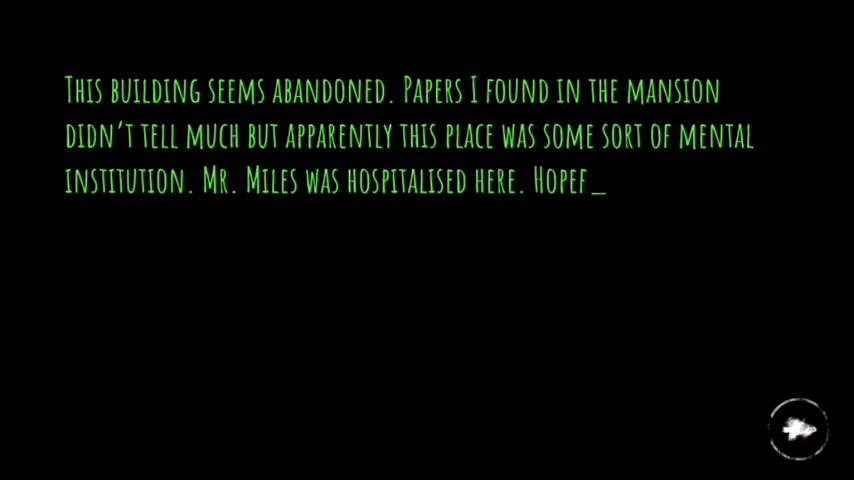 This building seems abandoned. Papers I found in the mansion
didn't tell much but apparently this place was some sort of mental
institution. Mr. Miles was hospitalised here. Hopef_